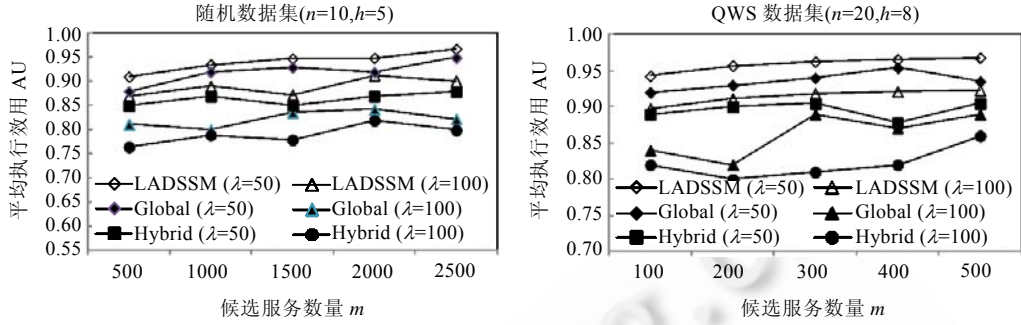 随机数据集(n=10,h=5)
平均执行效用 AU
1.00
0.95
0.90
0.85
0.80
0.75
0.70
0.65
0.60
0.55
LADSSM (λ=50)
LADSSM (λ=100)
Global (λ=50)
Global (λ=100)
Hybrid (λ=50)
Hybrid (λ=100)
500 1000 1500 2000 2500
候选服务数量 m
QWS 数据集(n=20,h=8)
平均执行效用 AU
1.00
0.95
0.90
0.85
0.80
0.75
0.70
LADSSM (λ=50)
LADSSM (λ=100)
Global (λ=50)
Global (λ=100)
Hybrid (λ=50)
Hybrid (λ=100)
100 200 300 400 500
候选服务数量 m